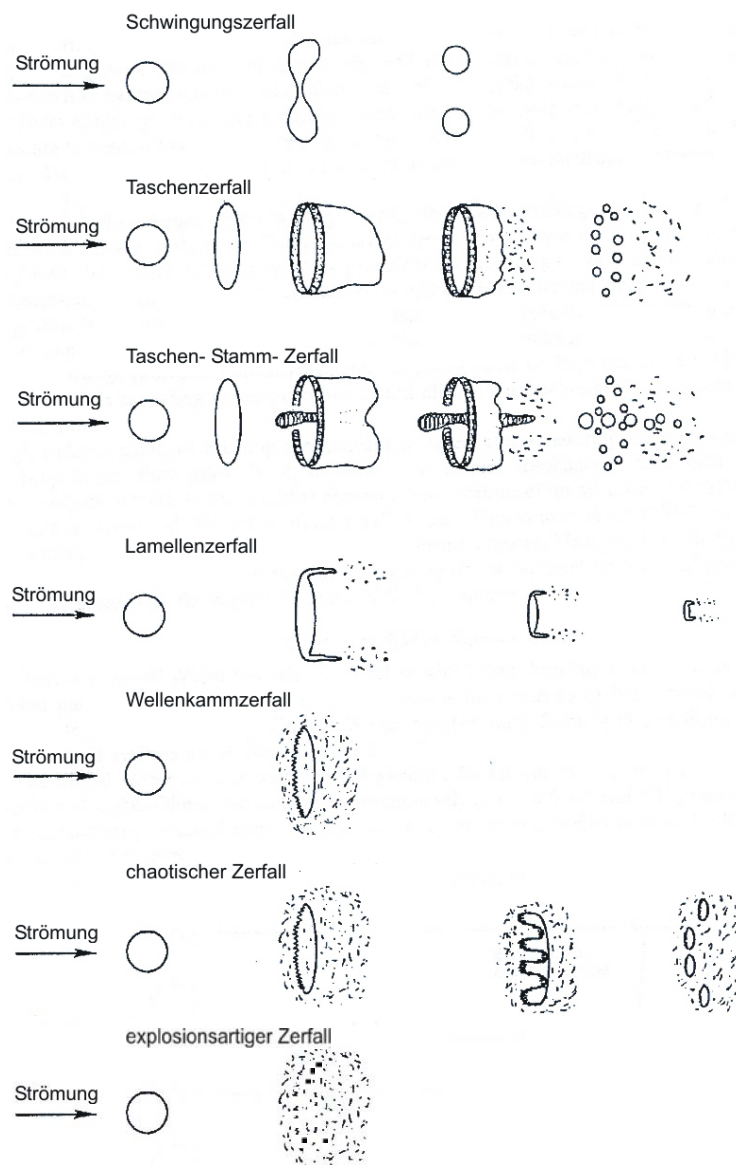 Schwingungszerfall
Strömung
Taschenzerfall
Strömung
Taschen- Stamm- Zerfall
Strömung
Lamellenzerfall
Strömung
Wellenkammzerfall
Strömung
chaotischer Zerfall
Strömung
explosionsartiger Zerfall
Strömung